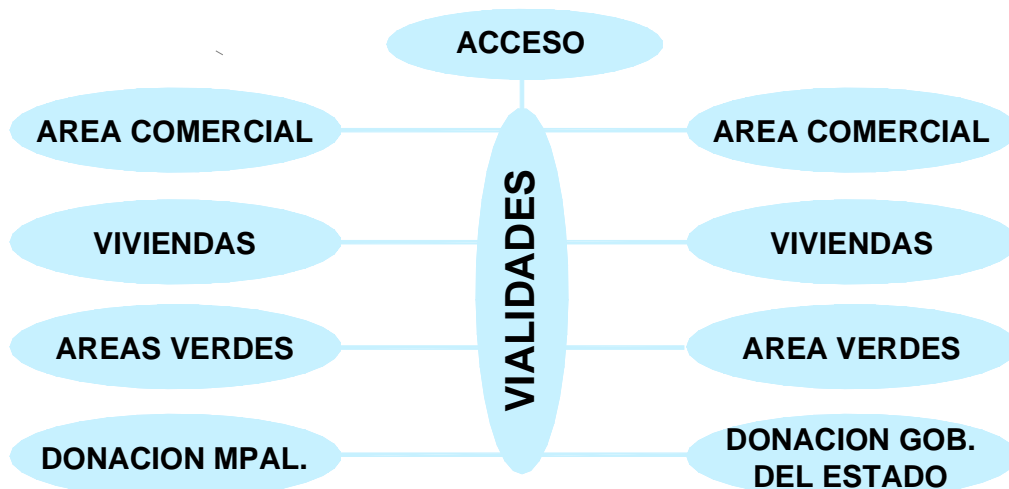 ACCESO
AREA COMERCIAL
AREA COMERCIAL
VIALIDADES
VIVIENDAS
VIVIENDAS
AREAS VERDES
AREA VERDES
DONACION MPAL.
DONACION GOB.
DEL ESTADO